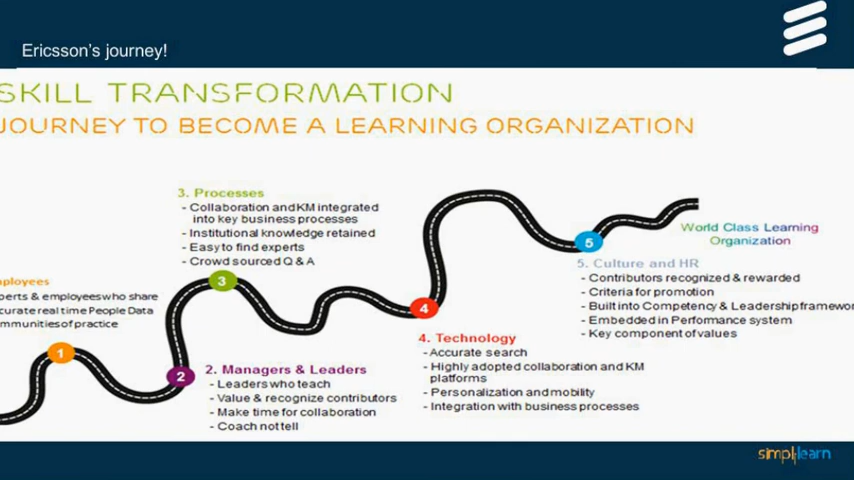 Ericsson's journey!
SKILL TRANSFORMATION
JOURNEY TO BECOME A LEARNING ORGANIZATION
3. Processes
- Collaboration and KM integrated
into key business processes
- Institutional knowledge retained
- Easy to find experts
- Crowd sourced Q & A
World Class Learning
Organization
5
5. Culture and HR
- Contributors recognized & rewarded
- Criteria for promotion
- Built into Competency & Leadership framewor
- Embedded in Performance system
- Key component of values
mployees
perts & employees who share
curate real time People Data
mmunities of practice
3
4
4. Technology
- Accurate search
- Highly adopted collaboration and KM
platforms
- Personalization and mobility
- Integration with business processes
1
2
2. Managers & Leaders
- Leaders who teach
- Value & recognize contributors
- Make time for collaboration
- Coach not tell
simplilearn